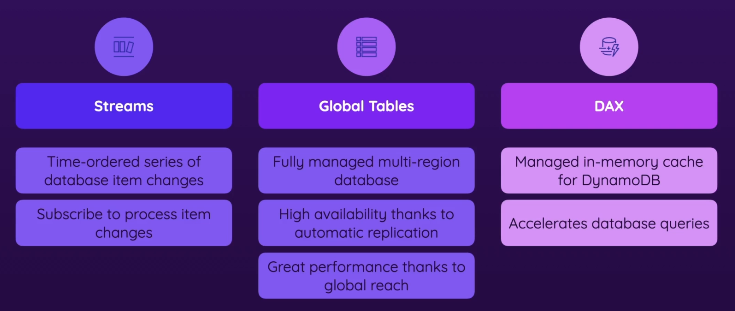 Streams
Time-ordered series of
database item changes
Subscribe to process item
changes
Global Tables
Fully managed multi-region
database
High availability thanks to
automatic replication
Great performance thanks to
global reach
DAX
Managed in-memory cache
for DynamoDB
Accelerates database queries